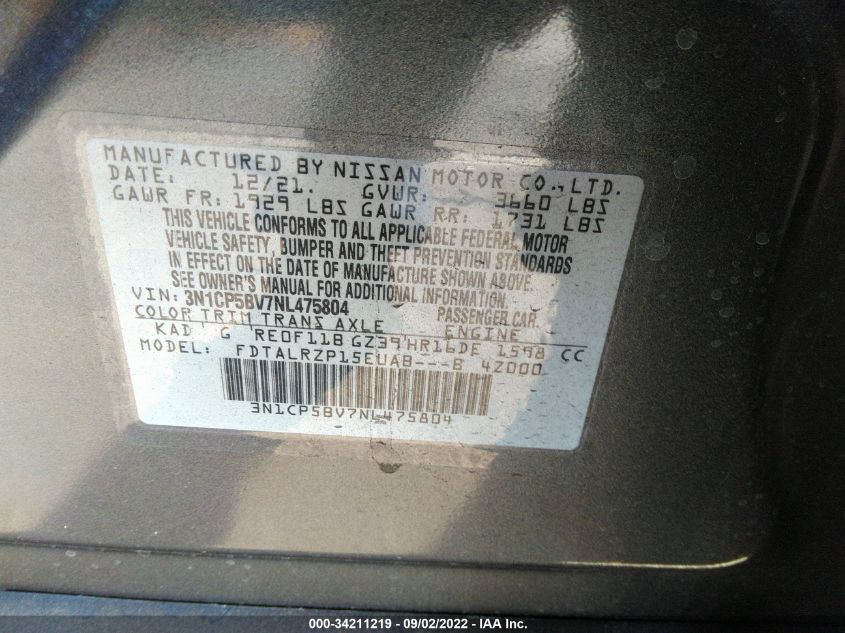 MANUFACTURED BY NISSAN MOTOR CO.,LTD.
DATE: 12/21. GVWR: 3660 LBS
GAWR FR: 1929 LBS GAWR RR: 1731 LBS
THIS VEHICLE CONFORMS TO ALL APPLICABLE FEDERAL MOTOR
VEHICLE SAFETY, BUMPER AND THEFT PREVENTION STANDARDS
IN EFFECT ON THE DATE OF MANUFACTURE SHOWN ABOVE.
SEE OWNER'S MANUAL FOR ADDITIONAL INFORMATION.
VIN: 3N1CP5BV7NL475804 PASSENGER CAR.
COLOR TRIM TRANS AXLE ENGINE
KAD G RE0F11B GZ39 HR16DE 1598 CC
MODEL: FDTALRZP15EUAB---B 4Z000
3N1CP5BV7NL475804
000-34211219 - 09/02/2022 - IAA Inc.